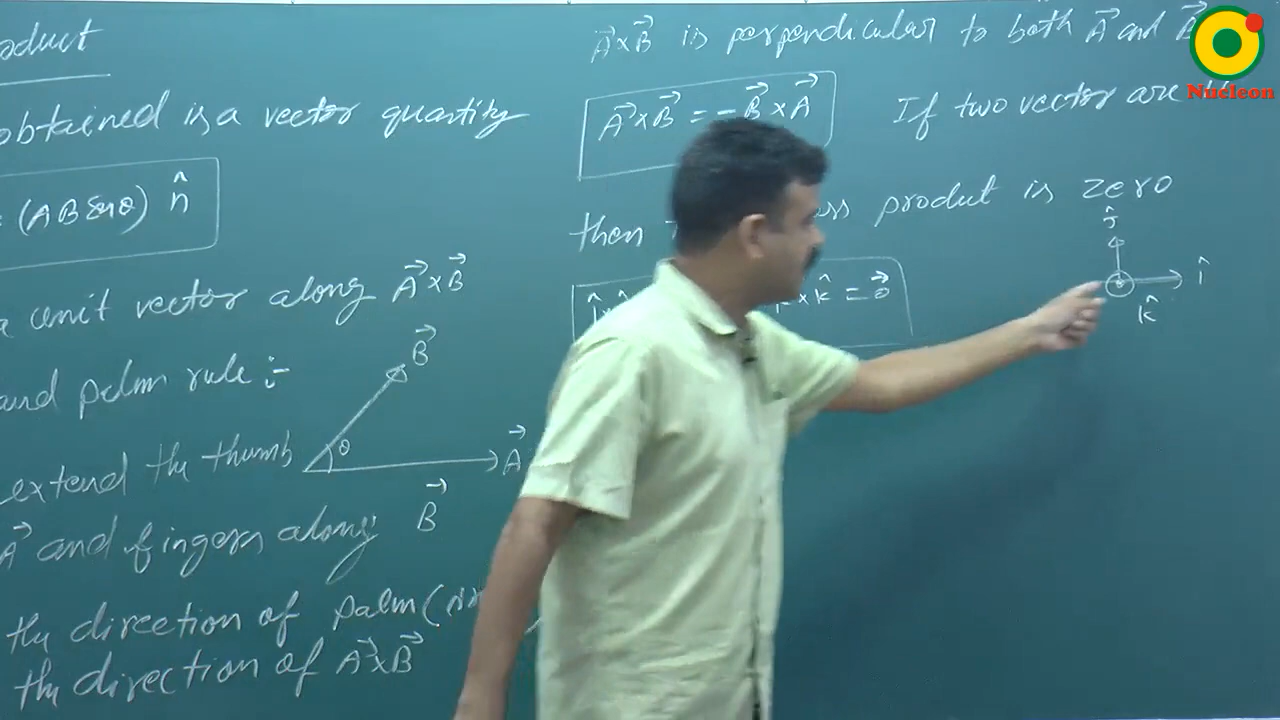 oduct
obtained is a vector quantity
= (AB sinθ) n̂
a unit vector along A⃗×B⃗
and palm rule :-
extend the thumb
A⃗ and fingers along B⃗
the direction of palm (
the direction of A⃗×B⃗
B⃗
θ
A⃗
A⃗×B⃗ is perpendicular to both A⃗ and B⃗
A⃗×B⃗ = -B⃗×A⃗
If two vector are
then product is zero
×k̂ = 0⃗
ĵ
î
k̂
Nucleon